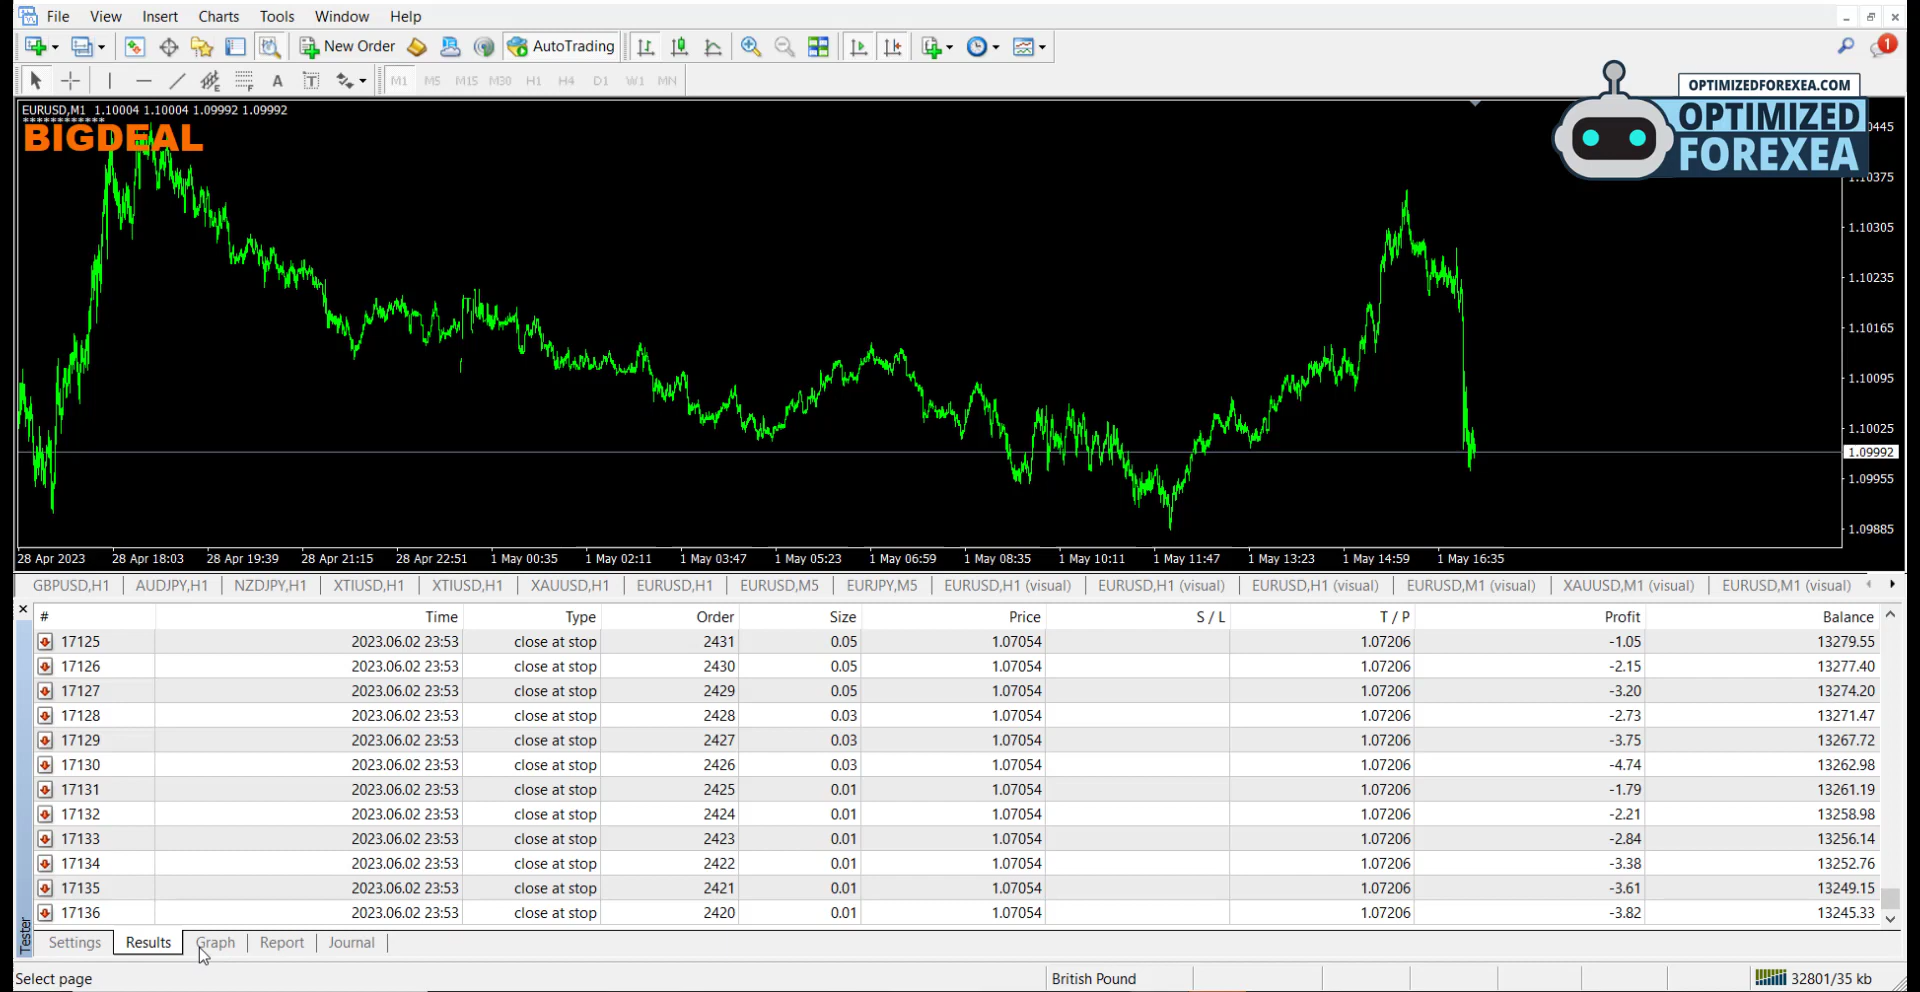 File View Insert Charts Tools Window Help
New Order AutoTrading 1
A T M1 M5 M15 M30 H1 H4 D1 W1 MN
EURUSD,M1 1.10004 1.10004 1.09992 1.09992
************
BIGDEAL
OPTIMIZEDFOREXEA.COM
OPTIMIZED
FOREXEA
1.10375
1.10305
1.10235
1.10165
1.10095
1.10025
1.09992
1.09955
1.09885
28 Apr 2023 28 Apr 18:03 28 Apr 19:39 28 Apr 21:15 28 Apr 22:51 1 May 00:35 1 May 02:11 1 May 03:47 1 May 05:23 1 May 06:59 1 May 08:35 1 May 10:11 1 May 11:47 1 May 13:23 1 May 14:59 1 May 16:35
GBPUSD,H1 AUDJPY,H1 NZDJPY,H1 XTIUSD,H1 XTIUSD,H1 XAUUSD,H1 EURUSD,H1 EURUSD,M5 EURJPY,M5 EURUSD,H1 (visual) EURUSD,H1 (visual) EURUSD,H1 (visual) EURUSD,M1 (visual) XAUUSD,M1 (visual) EURUSD,M1 (visual)
# Time Type Order Size Price S / L T / P Profit Balance
17125 2023.06.02 23:53 close at stop 2431 0.05 1.07054 1.07206 -1.05 13279.55
17126 2023.06.02 23:53 close at stop 2430 0.05 1.07054 1.07206 -2.15 13277.40
17127 2023.06.02 23:53 close at stop 2429 0.05 1.07054 1.07206 -3.20 13274.20
17128 2023.06.02 23:53 close at stop 2428 0.03 1.07054 1.07206 -2.73 13271.47
17129 2023.06.02 23:53 close at stop 2427 0.03 1.07054 1.07206 -3.75 13267.72
17130 2023.06.02 23:53 close at stop 2426 0.03 1.07054 1.07206 -4.74 13262.98
17131 2023.06.02 23:53 close at stop 2425 0.01 1.07054 1.07206 -1.79 13261.19
17132 2023.06.02 23:53 close at stop 2424 0.01 1.07054 1.07206 -2.21 13258.98
17133 2023.06.02 23:53 close at stop 2423 0.01 1.07054 1.07206 -2.84 13256.14
17134 2023.06.02 23:53 close at stop 2422 0.01 1.07054 1.07206 -3.38 13252.76
17135 2023.06.02 23:53 close at stop 2421 0.01 1.07054 1.07206 -3.61 13249.15
17136 2023.06.02 23:53 close at stop 2420 0.01 1.07054 1.07206 -3.82 13245.33
Tester
Settings Results Graph Report Journal
Select page British Pound 32801/35 kb